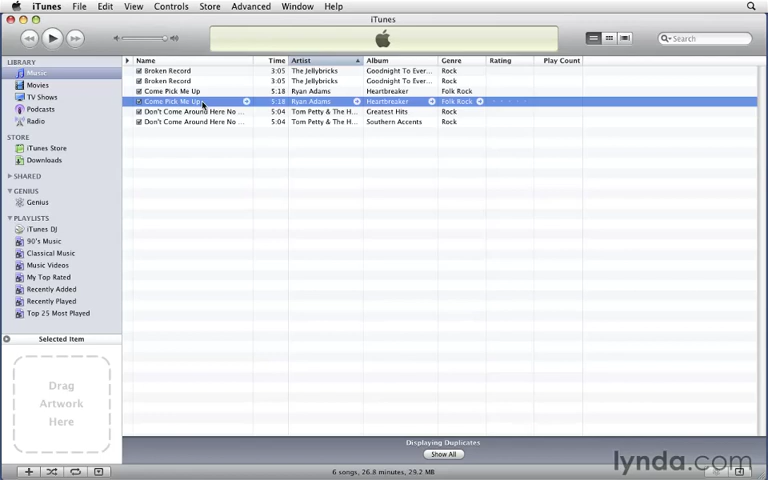 iTunes File Edit View Controls Store Advanced Window Help
iTunes
Search
LIBRARY
Music
Movies
TV Shows
Podcasts
Radio
STORE
iTunes Store
Downloads
SHARED
GENIUS
Genius
PLAYLISTS
iTunes DJ
90's Music
Classical Music
Music Videos
My Top Rated
Recently Added
Recently Played
Top 25 Most Played
Selected Item
Drag
Artwork
Here
Name Time Artist Album Genre Rating Play Count
Broken Record 3:05 The Jellybricks Goodnight To Ever... Rock
Broken Record 3:05 The Jellybricks Goodnight To Ever... Rock
Come Pick Me Up 5:18 Ryan Adams Heartbreaker Folk Rock
Come Pick Me Up 5:18 Ryan Adams Heartbreaker Folk Rock
Don't Come Around Here No ... 5:04 Tom Petty & The H... Greatest Hits Rock
Don't Come Around Here No ... 5:04 Tom Petty & The H... Southern Accents Rock
Displaying Duplicates
Show All
6 songs, 26.8 minutes, 29.2 MB
lynda.com